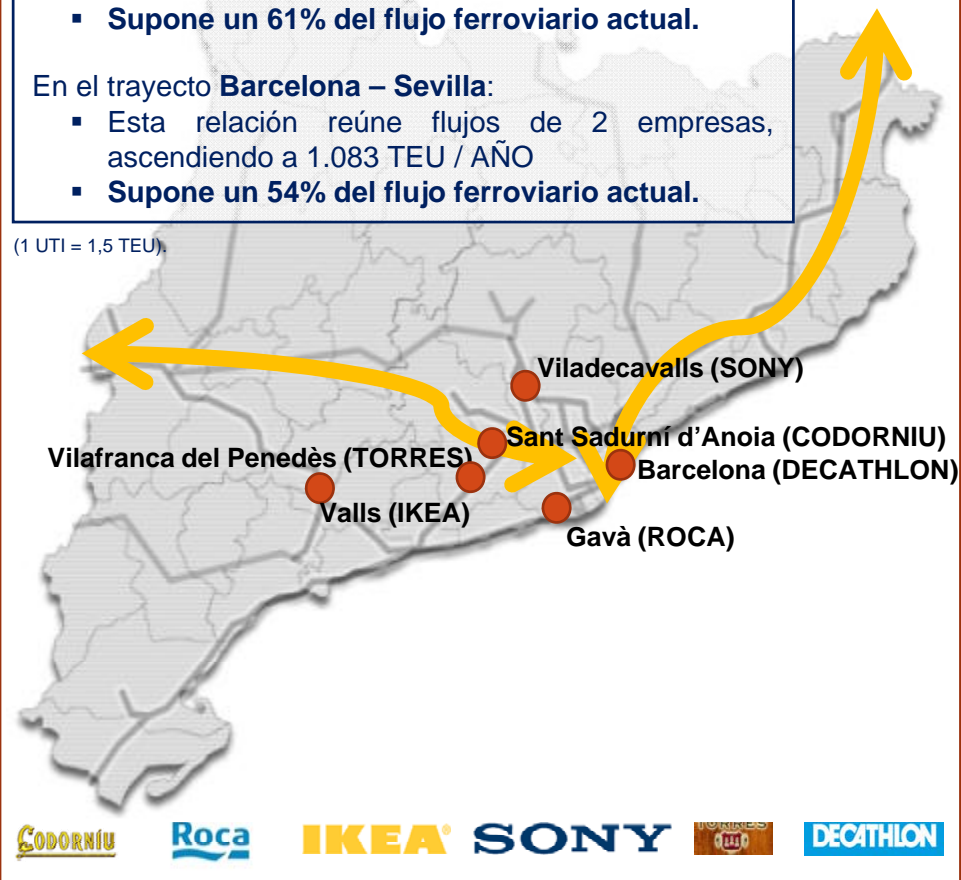 ▪ Supone un 61% del flujo ferroviario actual.
En el trayecto Barcelona – Sevilla:
▪ Esta relación reúne flujos de 2 empresas,
ascendiendo a 1.083 TEU / AÑO
▪ Supone un 54% del flujo ferroviario actual.
(1 UTI = 1,5 TEU).
Viladecavalls (SONY)
Sant Sadurní d’Anoia (CODORNIU)
Vilafranca del Penedès (TORRES)
Barcelona (DECATHLON)
Valls (IKEA)
Gavà (ROCA)
CODORNÍU
Roca
IKEA
SONY
TORRES
DECATHLON